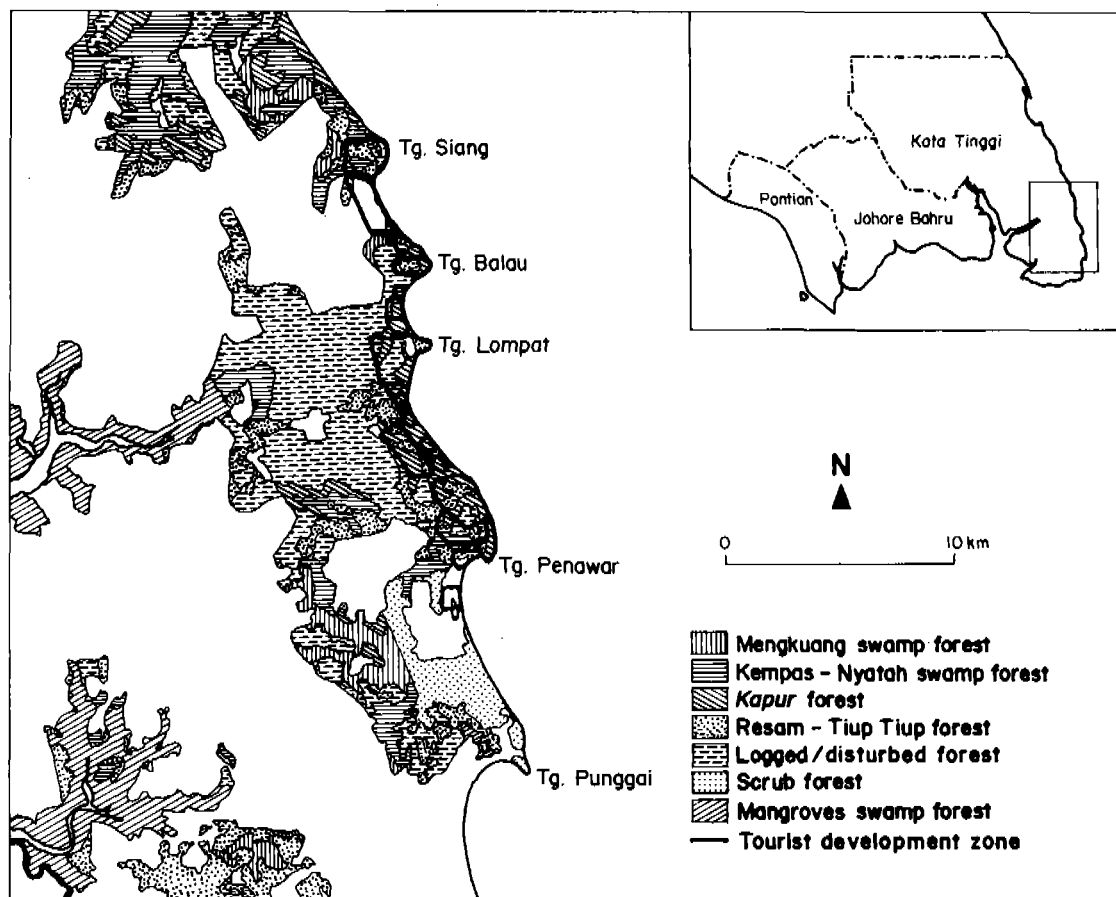 Tg. Siang
Tg. Balau
Tg. Lompat
Tg. Penawar
Tg. Punggai
Kota Tinggi
Pontian
Johore Bahru
N
0 10 km
Mengkuang swamp forest
Kempas - Nyatah swamp forest
Kapur forest
Resam - Tiup Tiup forest
Logged/disturbed forest
Scrub forest
Mangroves swamp forest
Tourist development zone